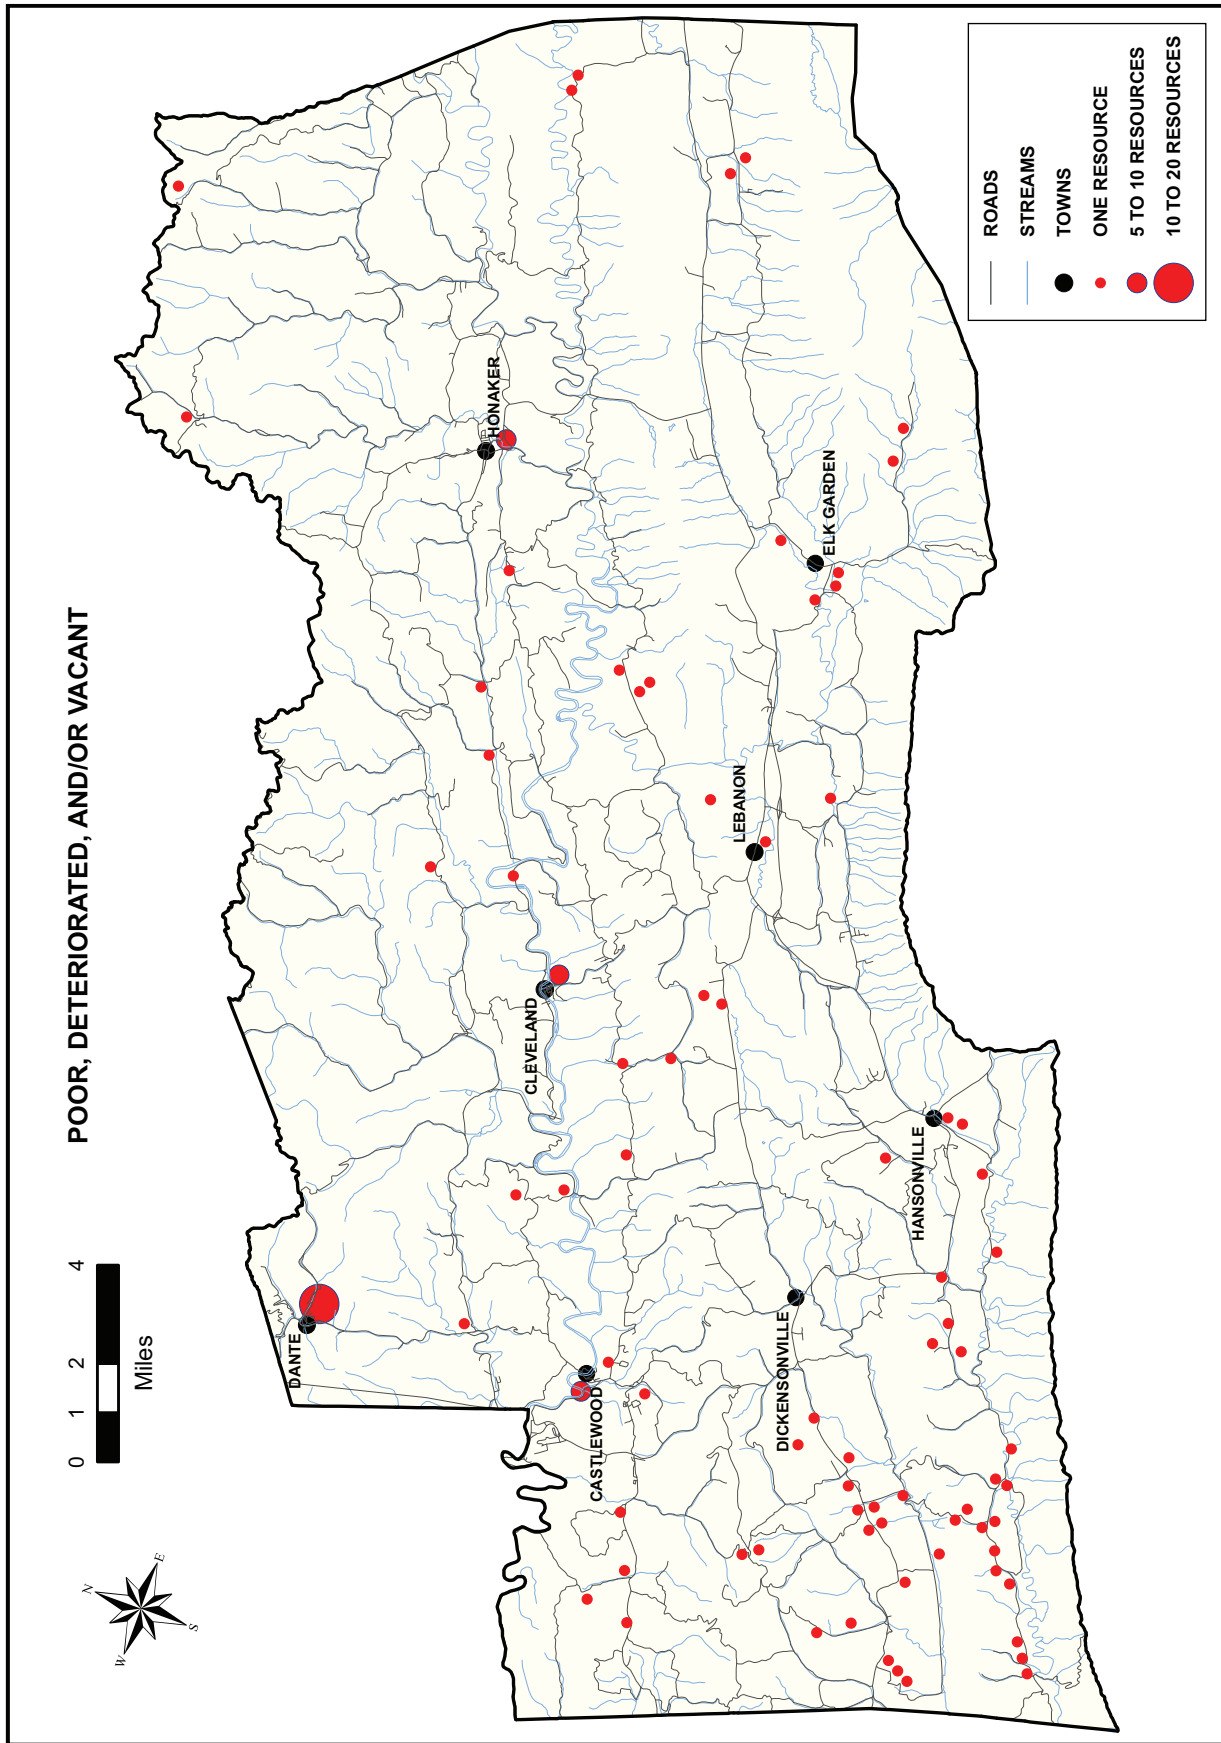 POOR, DETERIORATED, AND/OR VACANT
0 1 2 4
Miles
N
E
S
W
DANTE
CASTLEWOOD
CLEVELAND
HONAKER
DICKENSONVILLE
HANSONVILLE
LEBANON
ELK GARDEN
ROADS
STREAMS
TOWNS
ONE RESOURCE
5 TO 10 RESOURCES
10 TO 20 RESOURCES